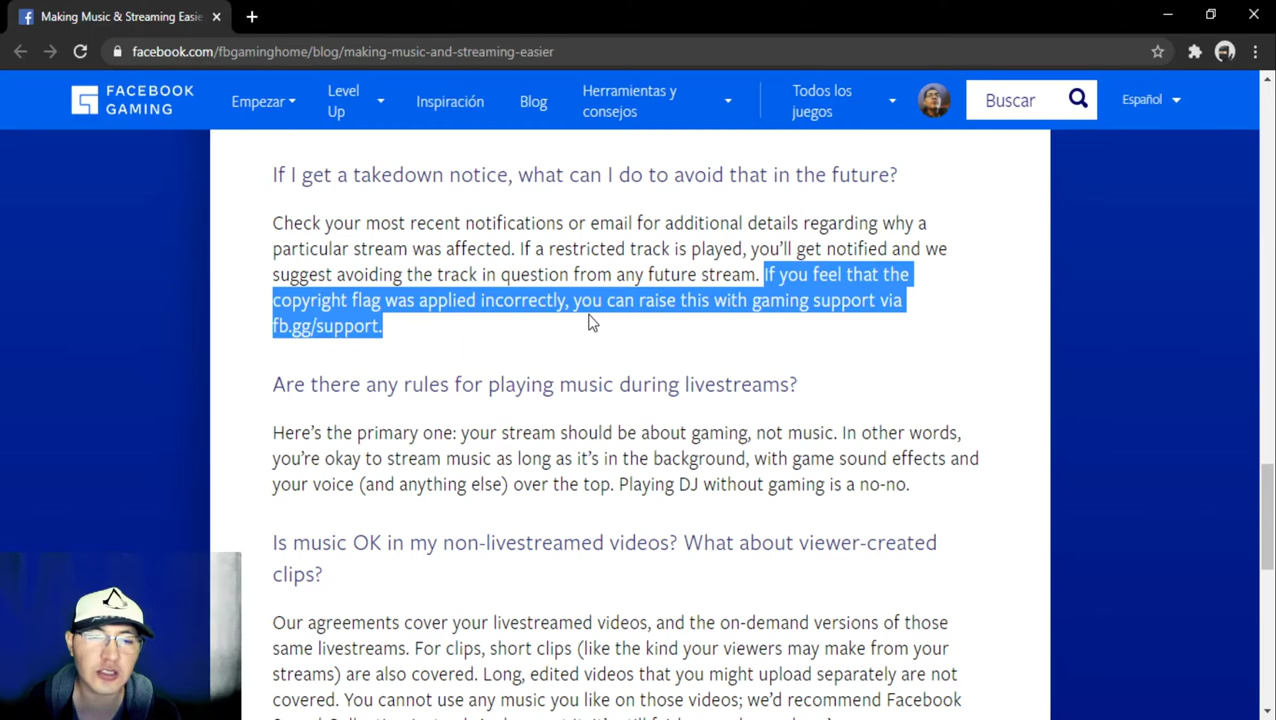 Making Music & Streaming Easie
facebook.com/fbgaminghome/blog/making-music-and-streaming-easier
FACEBOOK
GAMING
Empezar
Level
Up
Inspiración
Blog
Herramientas y
consejos
Todos los
juegos
Buscar
Español
If I get a takedown notice, what can I do to avoid that in the future?
Check your most recent notifications or email for additional details regarding why a
particular stream was affected. If a restricted track is played, you’ll get notified and we
suggest avoiding the track in question from any future stream. If you feel that the
copyright flag was applied incorrectly, you can raise this with gaming support via
fb.gg/support.
Are there any rules for playing music during livestreams?
Here’s the primary one: your stream should be about gaming, not music. In other words,
you’re okay to stream music as long as it’s in the background, with game sound effects and
your voice (and anything else) over the top. Playing DJ without gaming is a no-no.
Is music OK in my non-livestreamed videos? What about viewer-created
clips?
Our agreements cover your livestreamed videos, and the on-demand versions of those
same livestreams. For clips, short clips (like the kind your viewers may make from your
streams) are also covered. Long, edited videos that you might upload separately are not
covered. You cannot use any music you like on those videos; we’d recommend Facebook